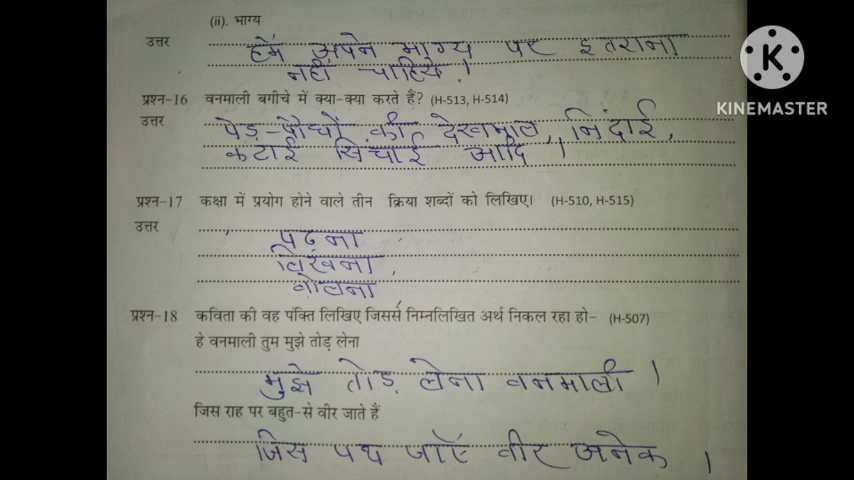 (ii). भाग्य
उत्तर हमें अपने भाग्य पर इतराना
नहीं चाहिये।
प्रश्न-16 वनमाली बगीचे में क्या-क्या करते हैं? (H-513, H-514)
उत्तर पेड़-पौधों की देखभाल, निंदाई,
कटाई सिंचाई आदि।
प्रश्न-17 कक्षा में प्रयोग होने वाले तीन क्रिया शब्दों को लिखिए। (H-510, H-515)
उत्तर
पढ़ना
लिखना,
बोलना,
प्रश्न-18 कविता की वह पंक्ति लिखिए जिससे निम्नलिखित अर्थ निकल रहा हो- (H-507)
हे वनमाली तुम मुझे तोड़ लेना
मुझे तोड़ लेना वनमाली।
जिस राह पर बहुत-से वीर जाते हैं
जिस पथ जाएँ वीर अनेक।
K
KINEMASTER